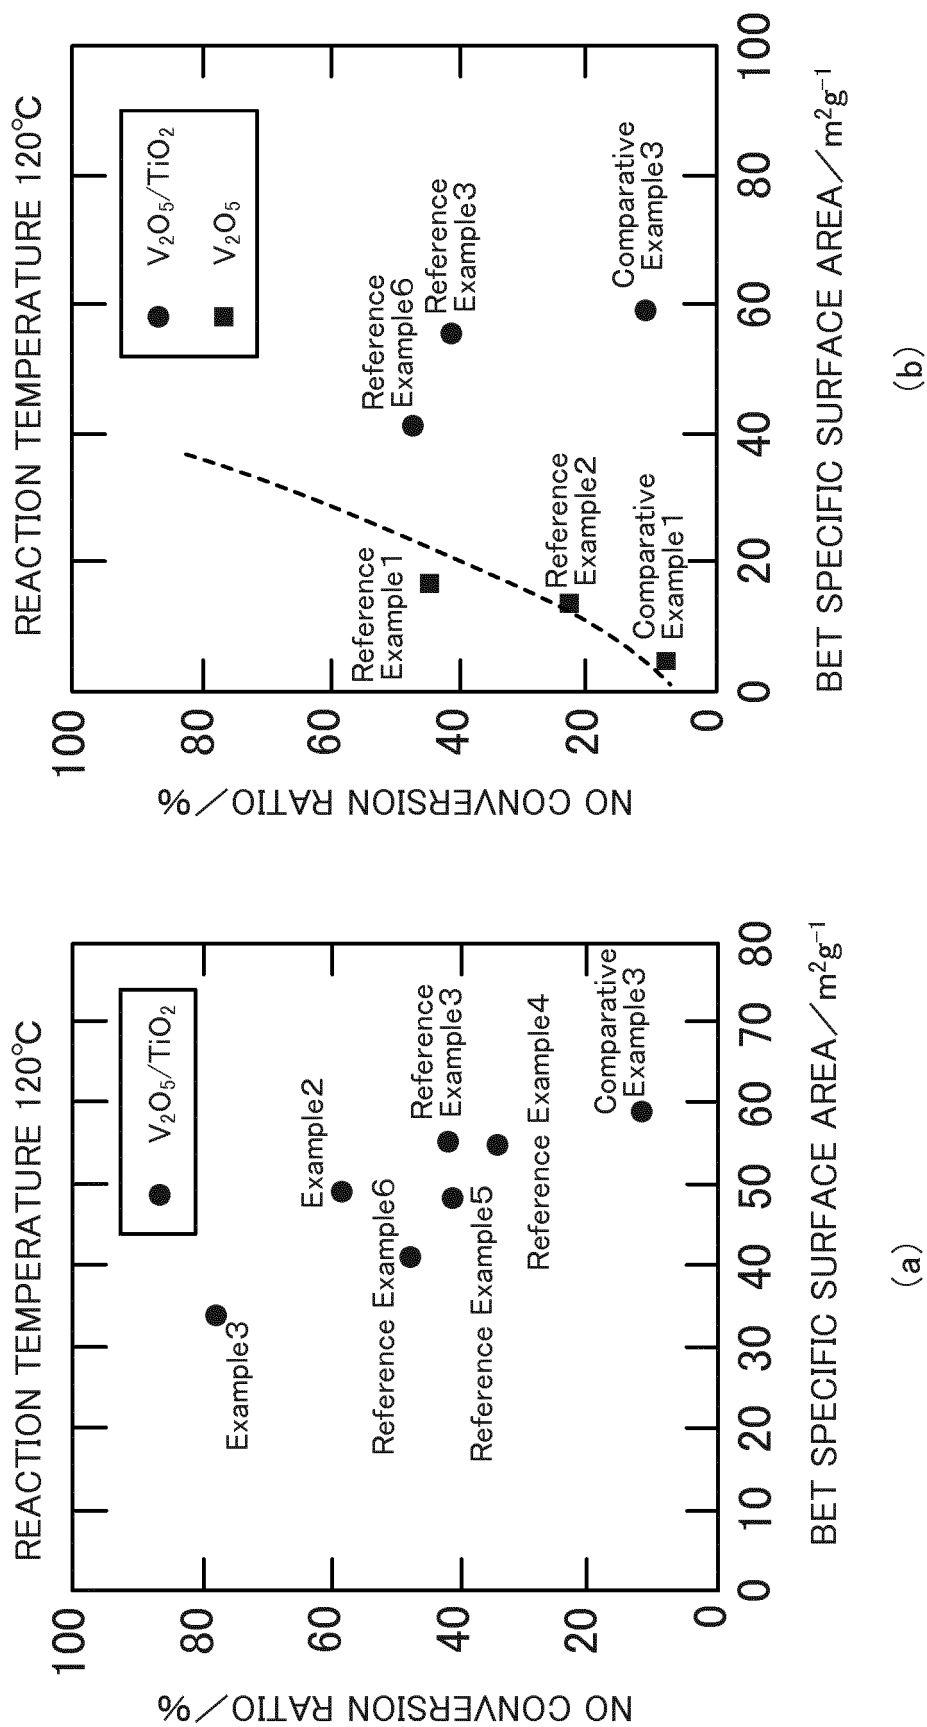 REACTION TEMPERATURE 120°C
NO CONVERSION RATIO/%
100
80
60
40
20
0
V₂O₅/TiO₂
Example3
Example2
Reference Example6
Reference
Example3
Reference Example5
Reference Example4
Comparative
Example3
0 10 20 30 40 50 60 70 80
BET SPECIFIC SURFACE AREA/m²g⁻¹
(a)
REACTION TEMPERATURE 120°C
NO CONVERSION RATIO/%
100
80
60
40
20
0
V₂O₅/TiO₂
V₂O₅
Reference
Example1
Reference
Example6
Reference
Example3
Reference
Example2
Comparative
Example1
Comparative
Example3
0 20 40 60 80 100
BET SPECIFIC SURFACE AREA/m²g⁻¹
(b)